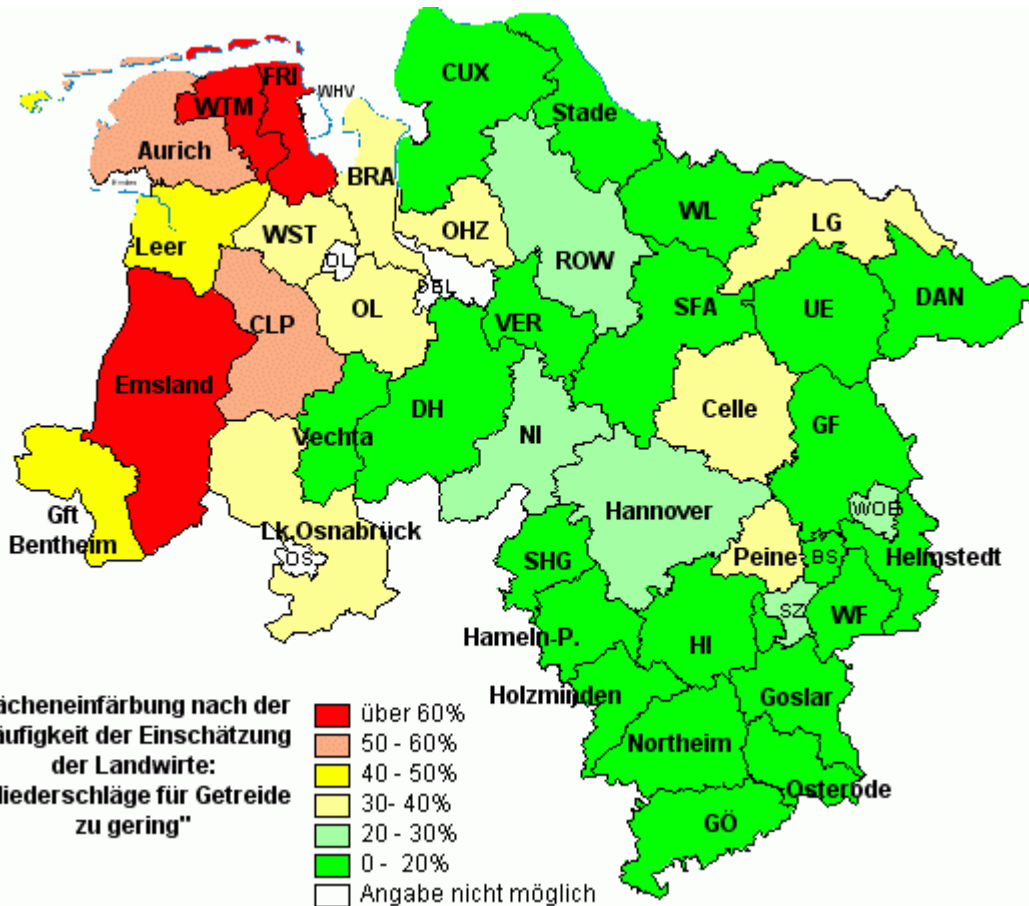 CUX
FRI
WHV
WTM
Stade
Aurich
BRA
WL
LG
OHZ
WST
Leer
OL
ROW
DEL
DAN
SFA
UE
OL
VER
CLP
Emsland
Celle
DH
Vechta
NI
GF
Gft
Bentheim
Hannover
WOB
Lk.Osnabrück
OS
SHG
Peine
BS
Helmstedt
SZ
WF
Hameln-P.
HI
Holzminden
Goslar
Northeim
Osterode
GÖ
ächeneinfärbung nach der
äufigkeit der Einschätzung
der Landwirte:
liederschläge für Getreide
zu gering"
über 60%
50 - 60%
40 - 50%
30- 40%
20 - 30%
0 - 20%
Angabe nicht möglich